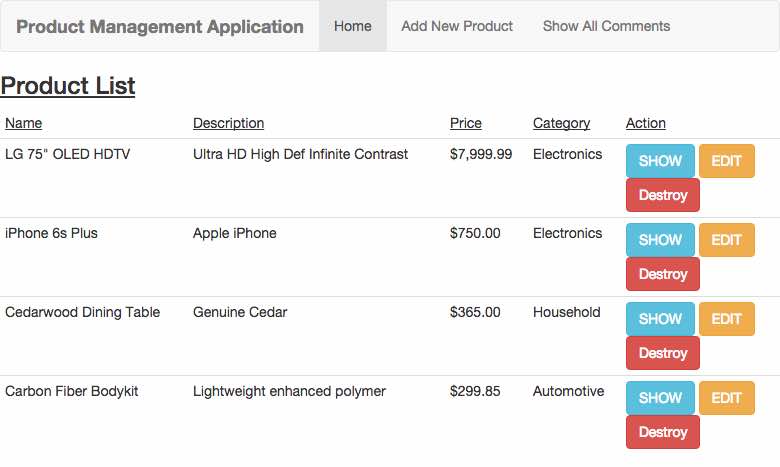 Product Management Application Home Add New Product Show All Comments
Product List
Name Description Price Category Action
LG 75" OLED HDTV Ultra HD High Def Infinite Contrast $7,999.99 Electronics SHOW EDIT
Destroy
iPhone 6s Plus Apple iPhone $750.00 Electronics SHOW EDIT
Destroy
Cedarwood Dining Table Genuine Cedar $365.00 Household SHOW EDIT
Destroy
Carbon Fiber Bodykit Lightweight enhanced polymer $299.85 Automotive SHOW EDIT
Destroy